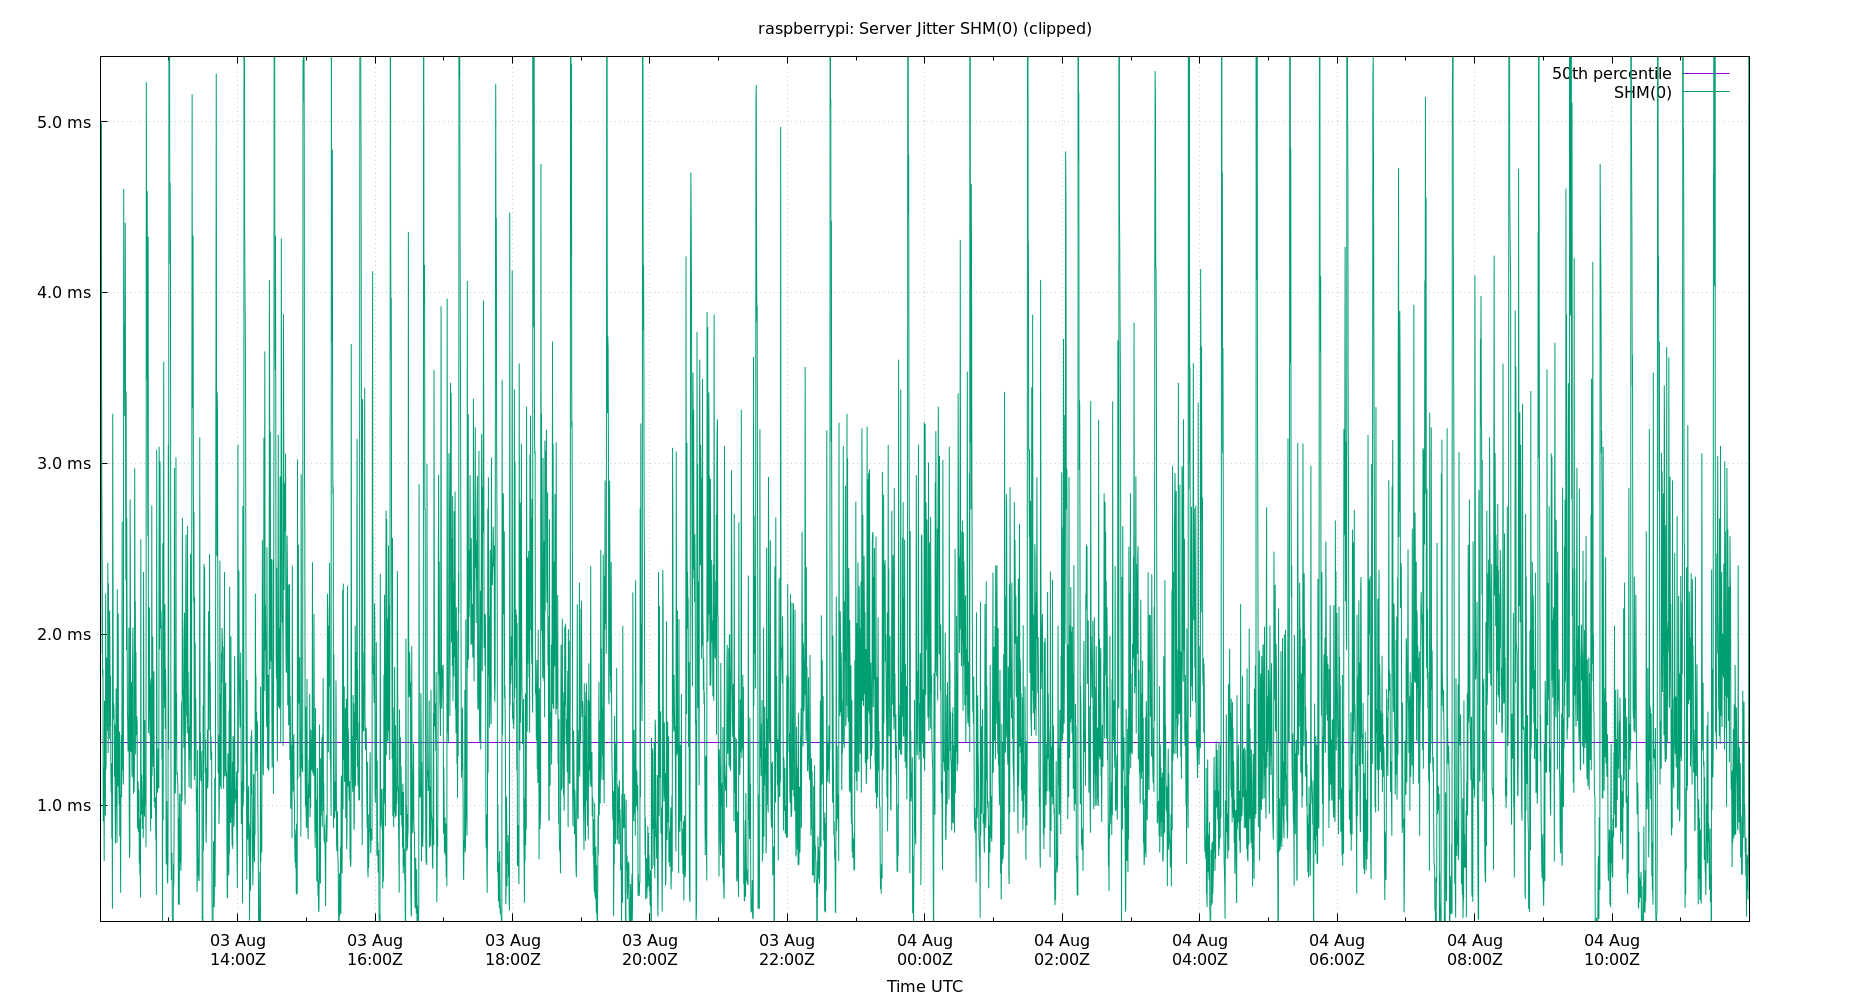 raspberrypi: Server Jitter SHM(0) (clipped)
50th percentile
SHM(0)
5.0 ms
4.0 ms
3.0 ms
2.0 ms
1.0 ms
03 Aug 03 Aug 03 Aug 03 Aug 03 Aug 04 Aug 04 Aug 04 Aug 04 Aug 04 Aug 04 Aug
14:00Z 16:00Z 18:00Z 20:00Z 22:00Z 00:00Z 02:00Z 04:00Z 06:00Z 08:00Z 10:00Z
Time UTC